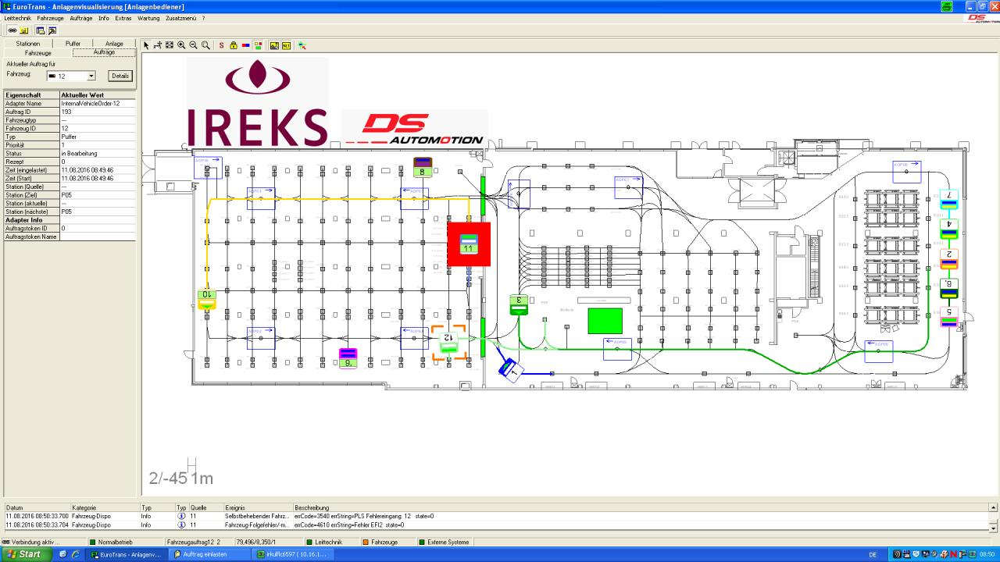 EuroTrans - Anlagenvisualisierung [Anlagenbediener]
Leittechnik Fahrzeuge Aufträge Info Extras Wartung Zusatzmenü ?
DS AUTOMOTION
Stationen Puffer Anlage
Fahrzeuge Aufträge
Aktueller Auftrag für
Fahrzeug: 12 Details
Eigenschaft Aktueller Wert
Adapter Name InternalVehicleOrder-12
Auftrag ID 193
Fahrzeugtyp ---
Fahrzeug ID 12
Typ Puffer
Priorität 1
Status in Bearbeitung
Rezept 0
Zeit (eingelastet) 11.08.2016 08:49:46
Zeit (Start) 11.08.2016 08:49:46
Station (Quelle) ---
Station (Ziel) P05
Station (aktuelle) ---
Station (nächste) P05
Adapter Info
Auftragstoken ID 0
Auftragstoken Name
S
IREKS
DS
AUTOMOTION
8
7
4
11
2
10
3
6.
5
12
9.
1
2/-45 1m
Datum Kategorie Typ Typ Quelle Ereignis Beschreibung
11.08.2016 08:50:33.700 Fahrzeug-Dispo Info 11 Selbstbehebender Fahrz... errCode=3540 errString=PLS Fehlereingang 12 state=0
11.08.2016 08:50:33.704 Fahrzeug-Dispo Info 11 Fahrzeug-Folgefehler/-m... errCode=4610 errString=Fehler EFI2 state=0
Verbindung aktiv ... Normalbetrieb Fahrzeugauftrag12 2 79,496/8,350/1 Leittechnik Fahrzeuge Externe Systeme
Start EuroTrans - Anlagenv... Auftrag einlasten irkulflc6597 ( 10.16.1... DE 08:50